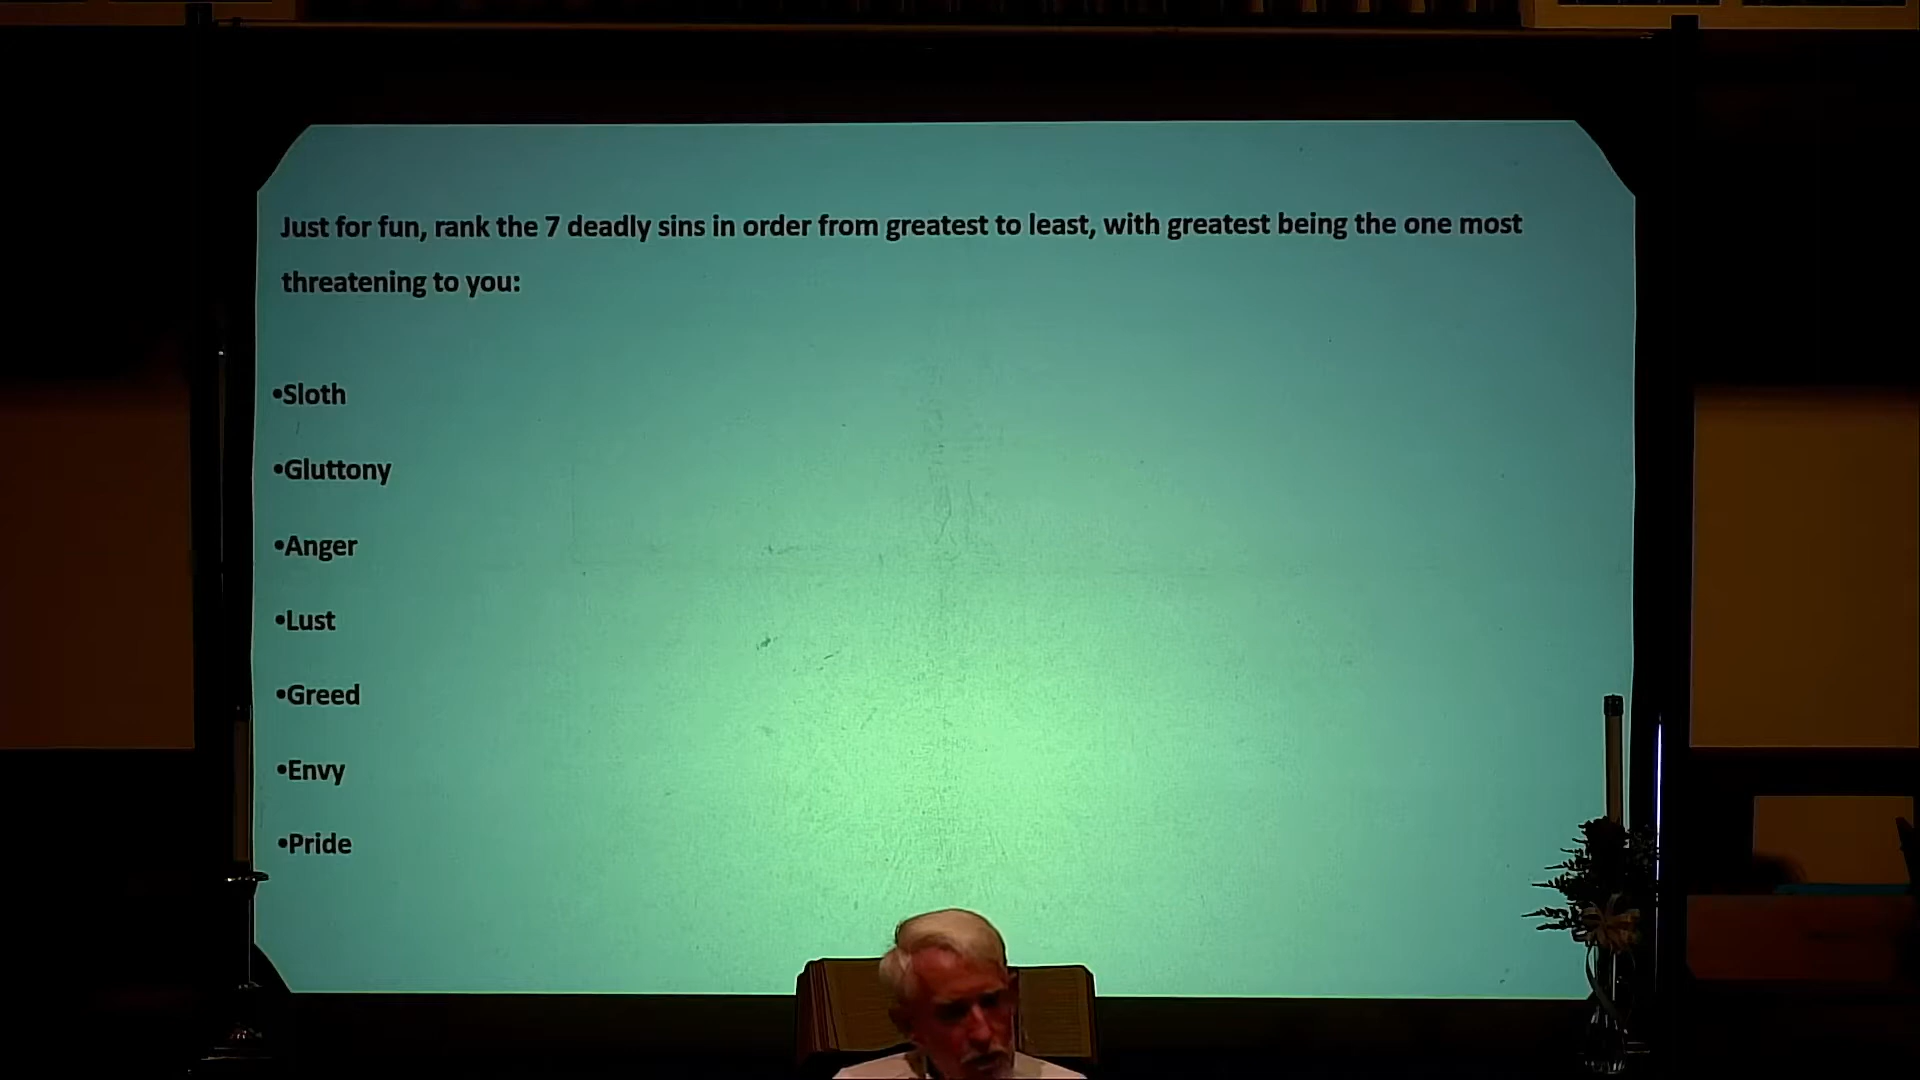 Just for fun, rank the 7 deadly sins in order from greatest to least, with greatest being the one most
threatening to you:
•Sloth
•Gluttony
•Anger
•Lust
•Greed
•Envy
•Pride